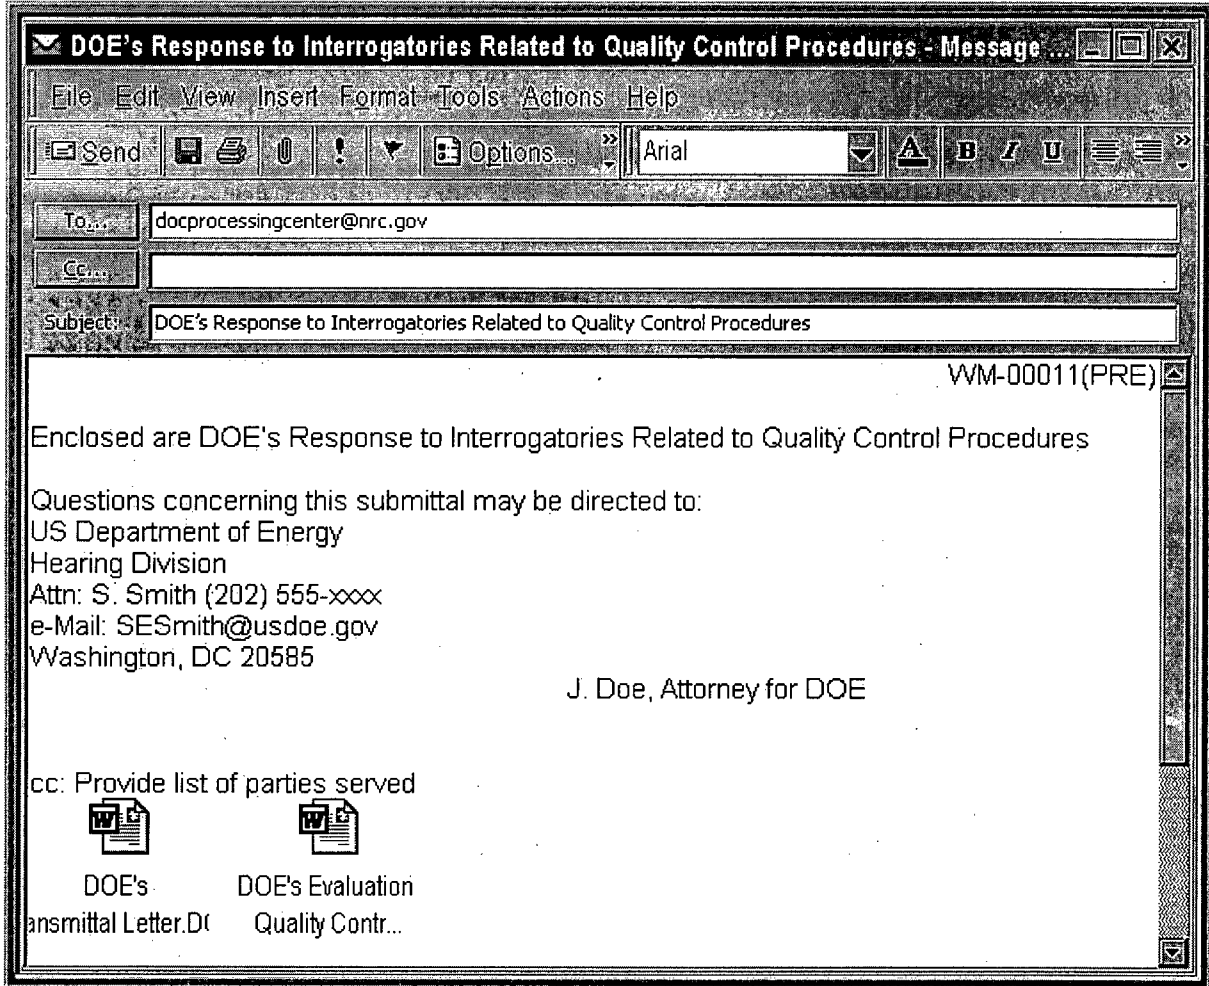 DOE's Response to Interrogatories Related to Quality Control Procedures - Message ...
File Edit View Insert Format Tools Actions Help
Send ! Options... » Arial A B I U »
To... docprocessingcenter@nrc.gov
Cc...
Subject: DOE's Response to Interrogatories Related to Quality Control Procedures
WM-00011(PRE)
Enclosed are DOE's Response to Interrogatories Related to Quality Control Procedures
Questions concerning this submittal may be directed to:
US Department of Energy
Hearing Division
Attn: S. Smith (202) 555-xxxx
e-Mail: SESmith@usdoe.gov
Washington, DC 20585
J. Doe, Attorney for DOE
cc: Provide list of parties served
W W
DOE's DOE's Evaluation
ansmittal Letter.DO Quality Contr...